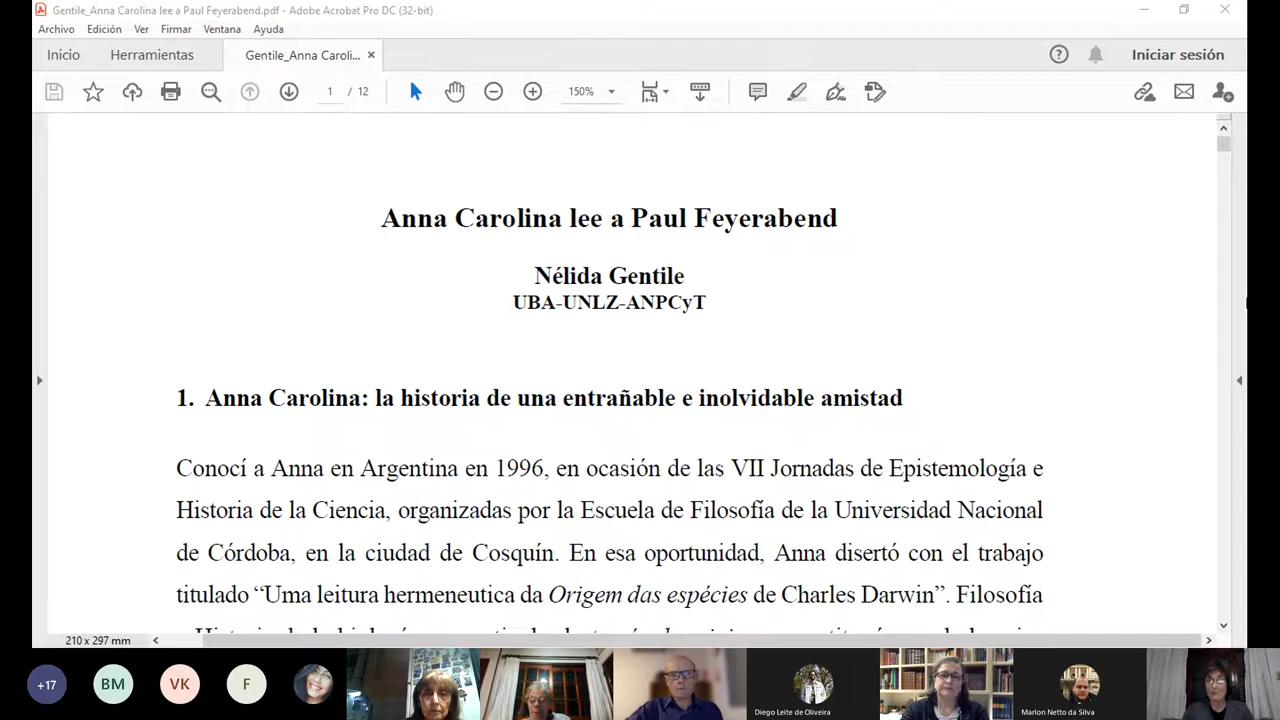 Gentile_Anna Carolina lee a Paul Feyerabend.pdf - Adobe Acrobat Pro DC (32-bit)
Archivo Edición Ver Firmar Ventana Ayuda
Inicio Herramientas Gentile_Anna Caroli... × Iniciar sesión
1 / 12 150%
Anna Carolina lee a Paul Feyerabend
Nélida Gentile
UBA-UNLZ-ANPCyT
1. Anna Carolina: la historia de una entrañable e inolvidable amistad
Conocí a Anna en Argentina en 1996, en ocasión de las VII Jornadas de Epistemología e
Historia de la Ciencia, organizadas por la Escuela de Filosofía de la Universidad Nacional
de Córdoba, en la ciudad de Cosquín. En esa oportunidad, Anna disertó con el trabajo
titulado “Uma leitura hermeneutica da Origem das espécies de Charles Darwin”. Filosofía
210 x 297 mm
+17 BM VK F
Diego Leite de Oliveira
Marlon Netto da Silva